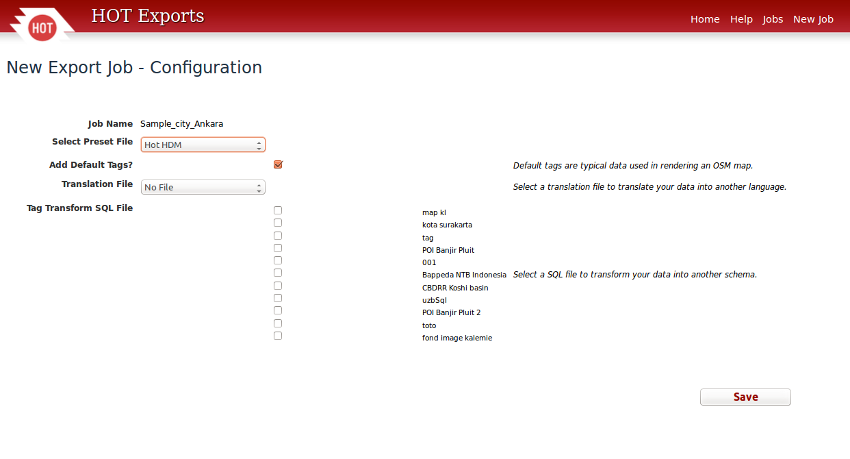 HOT
HOT Exports
Home Help Jobs New Job
New Export Job - Configuration
Job Name Sample_city_Ankara
Select Preset File Hot HDM
Add Default Tags? Default tags are typical data used in rendering an OSM map.
Translation File No File Select a translation file to translate your data into another language.
Tag Transform SQL File
map kl
kota surakarta
tag
POI Banjir Pluit
001
Bappeda NTB Indonesia Select a SQL file to transform your data into another schema.
CBDRR Koshi basin
uzbSql
POI Banjir Pluit 2
toto
fond image kalemie
Save